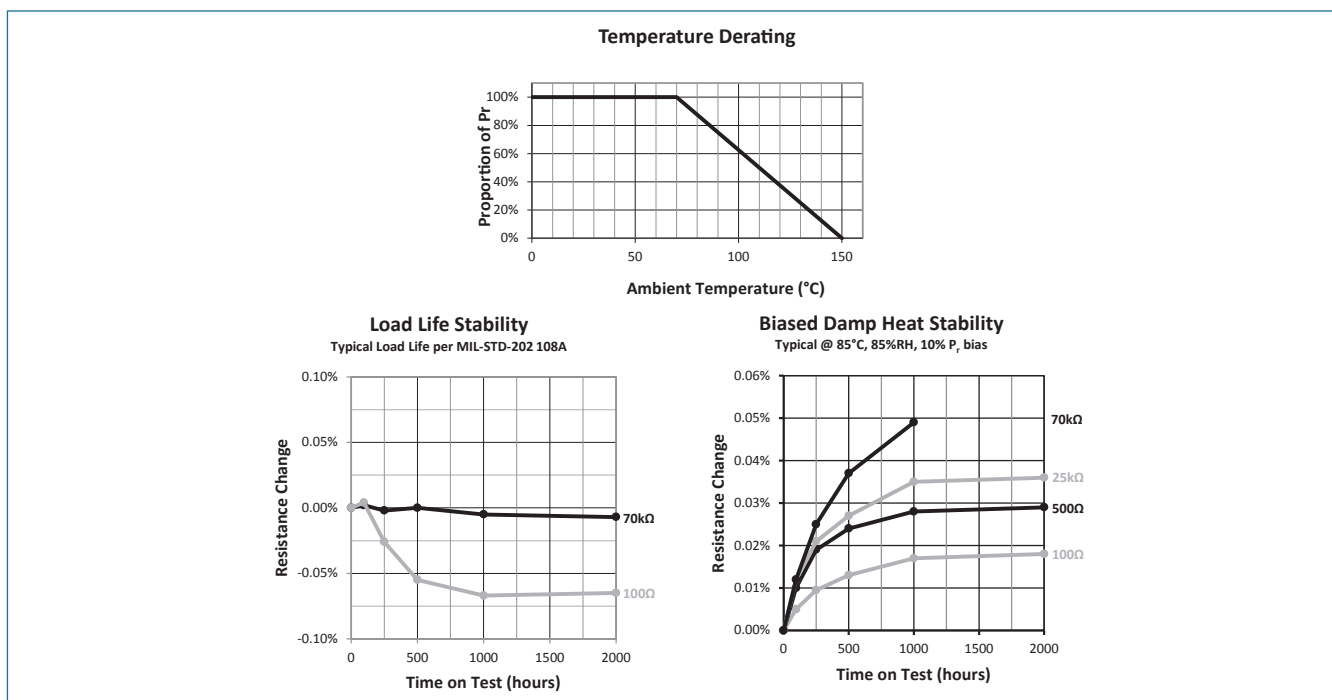 Temperature Derating
Proportion of Pr
100%
80%
60%
40%
20%
0%
0 50 100 150
Ambient Temperature (°C)
Load Life Stability
Typical Load Life per MIL-STD-202 108A
Resistance Change
0.10%
0.05%
0.00%
-0.05%
-0.10%
70kΩ
100Ω
0 500 1000 1500 2000
Time on Test (hours)
Biased Damp Heat Stability
Typical @ 85°C, 85%RH, 10% Pr bias
Resistance Change
0.06%
0.05%
0.04%
0.03%
0.02%
0.01%
0.00%
70kΩ
25kΩ
500Ω
100Ω
0 500 1000 1500 2000
Time on Test (hours)